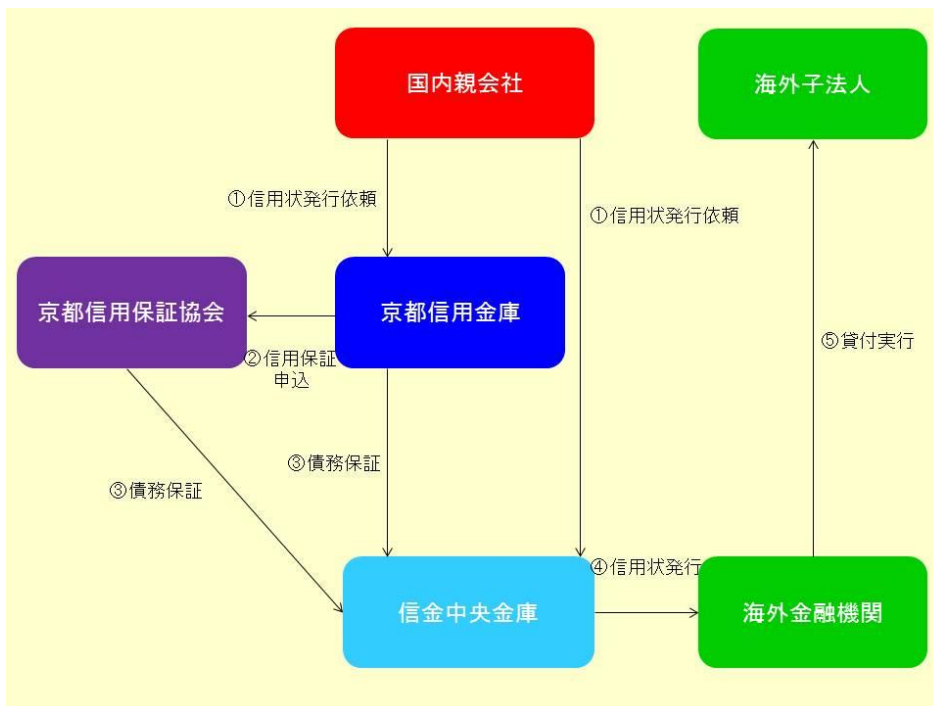 国内親会社
海外子法人
①信用状発行依頼
①信用状発行依頼
京都信用保証協会
京都信用金庫
②信用保証
申込
⑤貸付実行
③債務保証
③債務保証
④信用状発行
信金中央金庫
海外金融機関